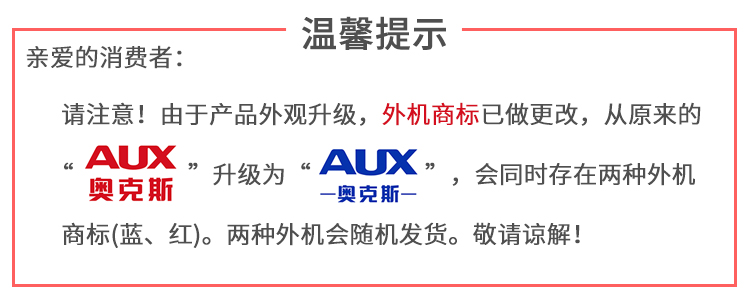 温馨提示
亲爱的消费者：
请注意！由于产品外观升级，外机商标已做更改，从原来的
“AUX奥克斯”升级为“AUX—奥克斯—”，会同时存在两种外机
商标(蓝、红)。两种外机会随机发货。敬请谅解！